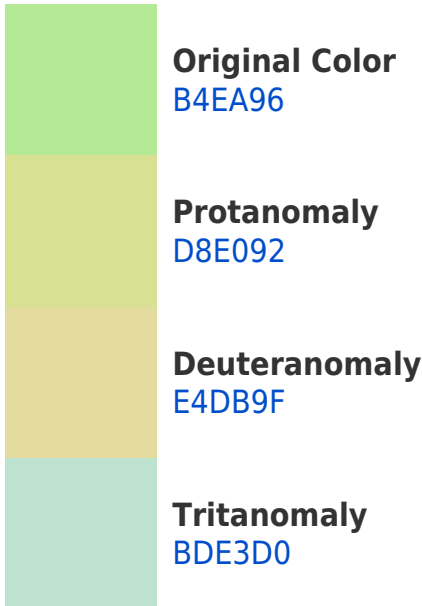 Original Color
B4EA96
Protanomaly
D8E092
Deuteranomaly
E4DB9F
Tritanomaly
BDE3D0